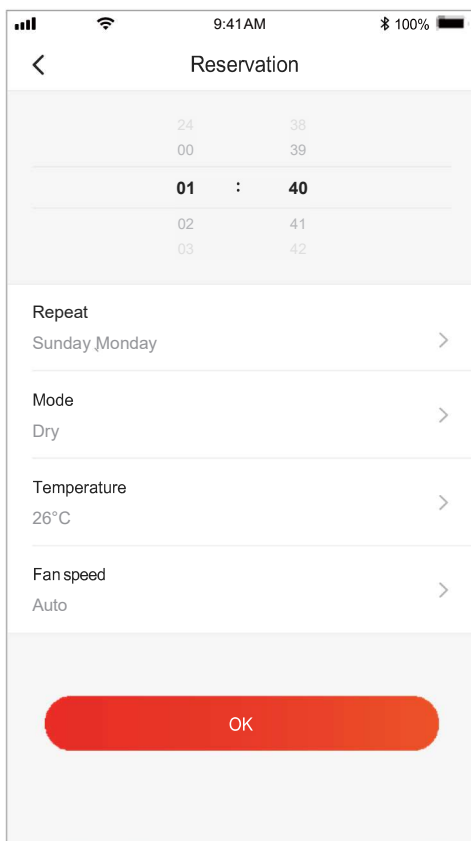 9:41AM 100%
Reservation
24 38
00 39
01 : 40
02 41
03 42
Repeat
Sunday、Monday
Mode
Dry
Temperature
26°C
Fan speed
Auto
OK